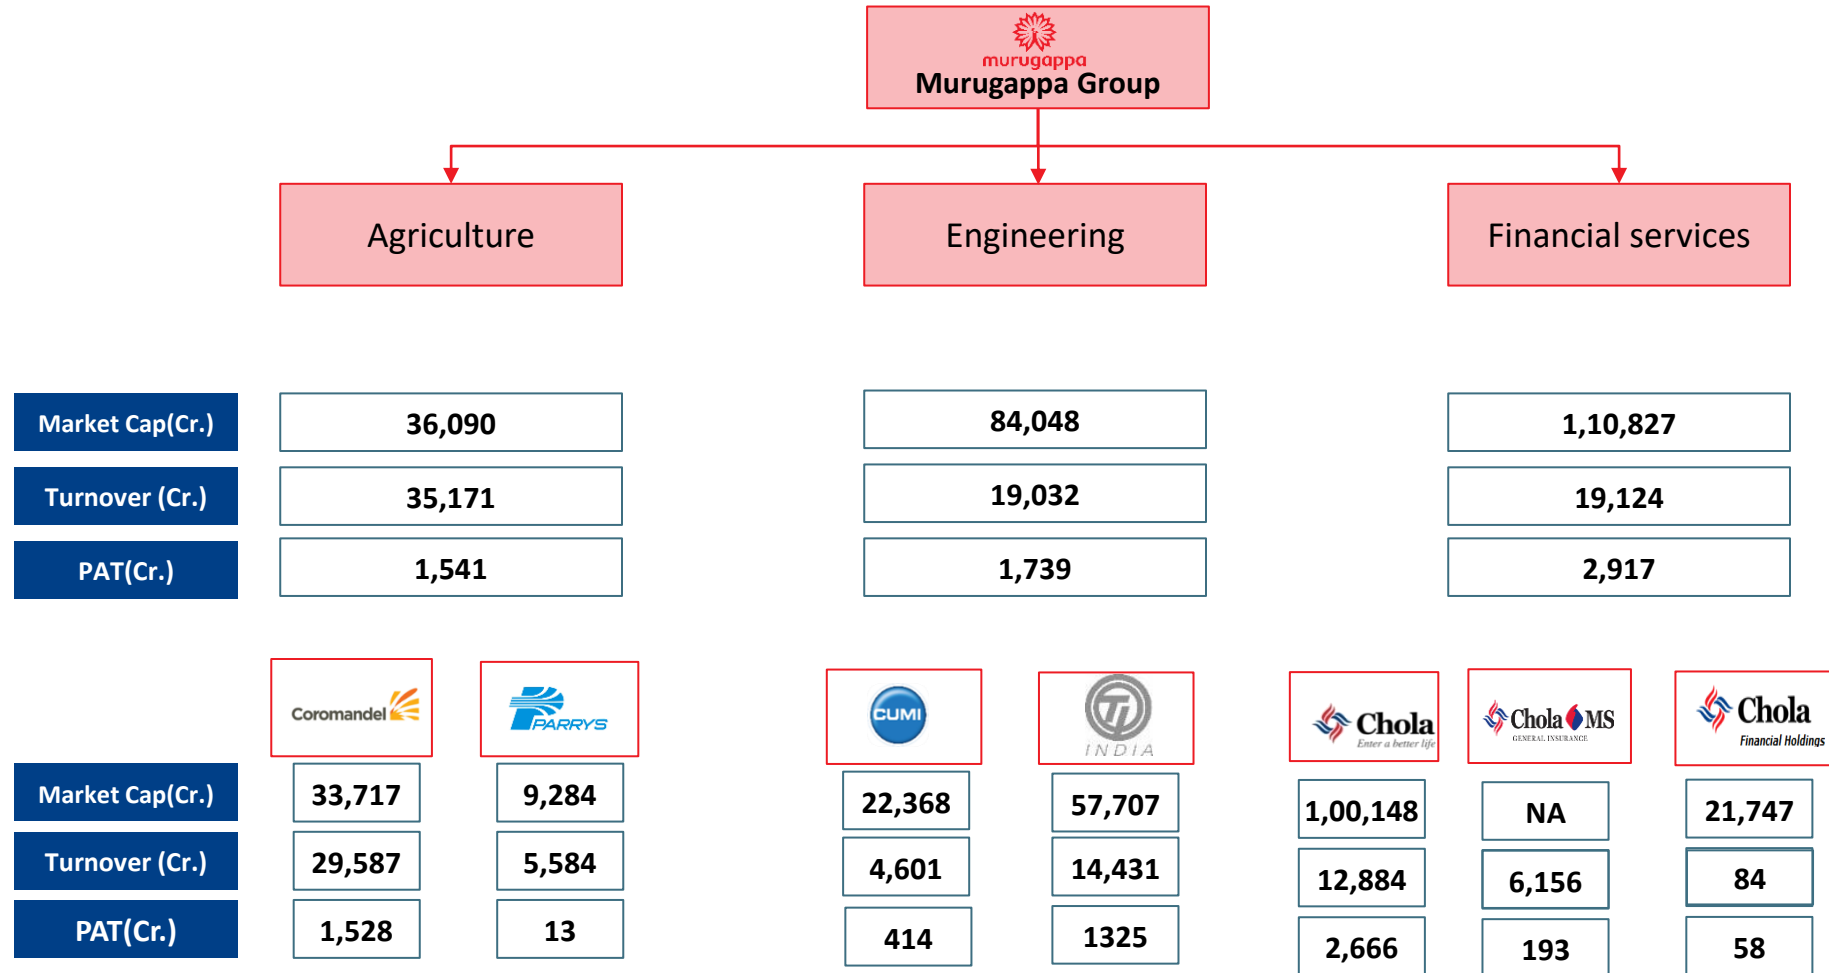 murugappa
Murugappa Group
Agriculture
Engineering
Financial services
Market Cap(Cr.)
36,090
84,048
1,10,827
Turnover (Cr.)
35,171
19,032
19,124
PAT(Cr.)
1,541
1,739
2,917
Coromandel
PARRYS
CUMI
TI
INDIA
Chola
Enter a better life
Chola MS
GENERAL INSURANCE
Chola
Financial Holdings
Market Cap(Cr.)
33,717
9,284
22,368
57,707
1,00,148
NA
21,747
Turnover (Cr.)
29,587
5,584
4,601
14,431
12,884
6,156
84
PAT(Cr.)
1,528
13
414
1325
2,666
193
58